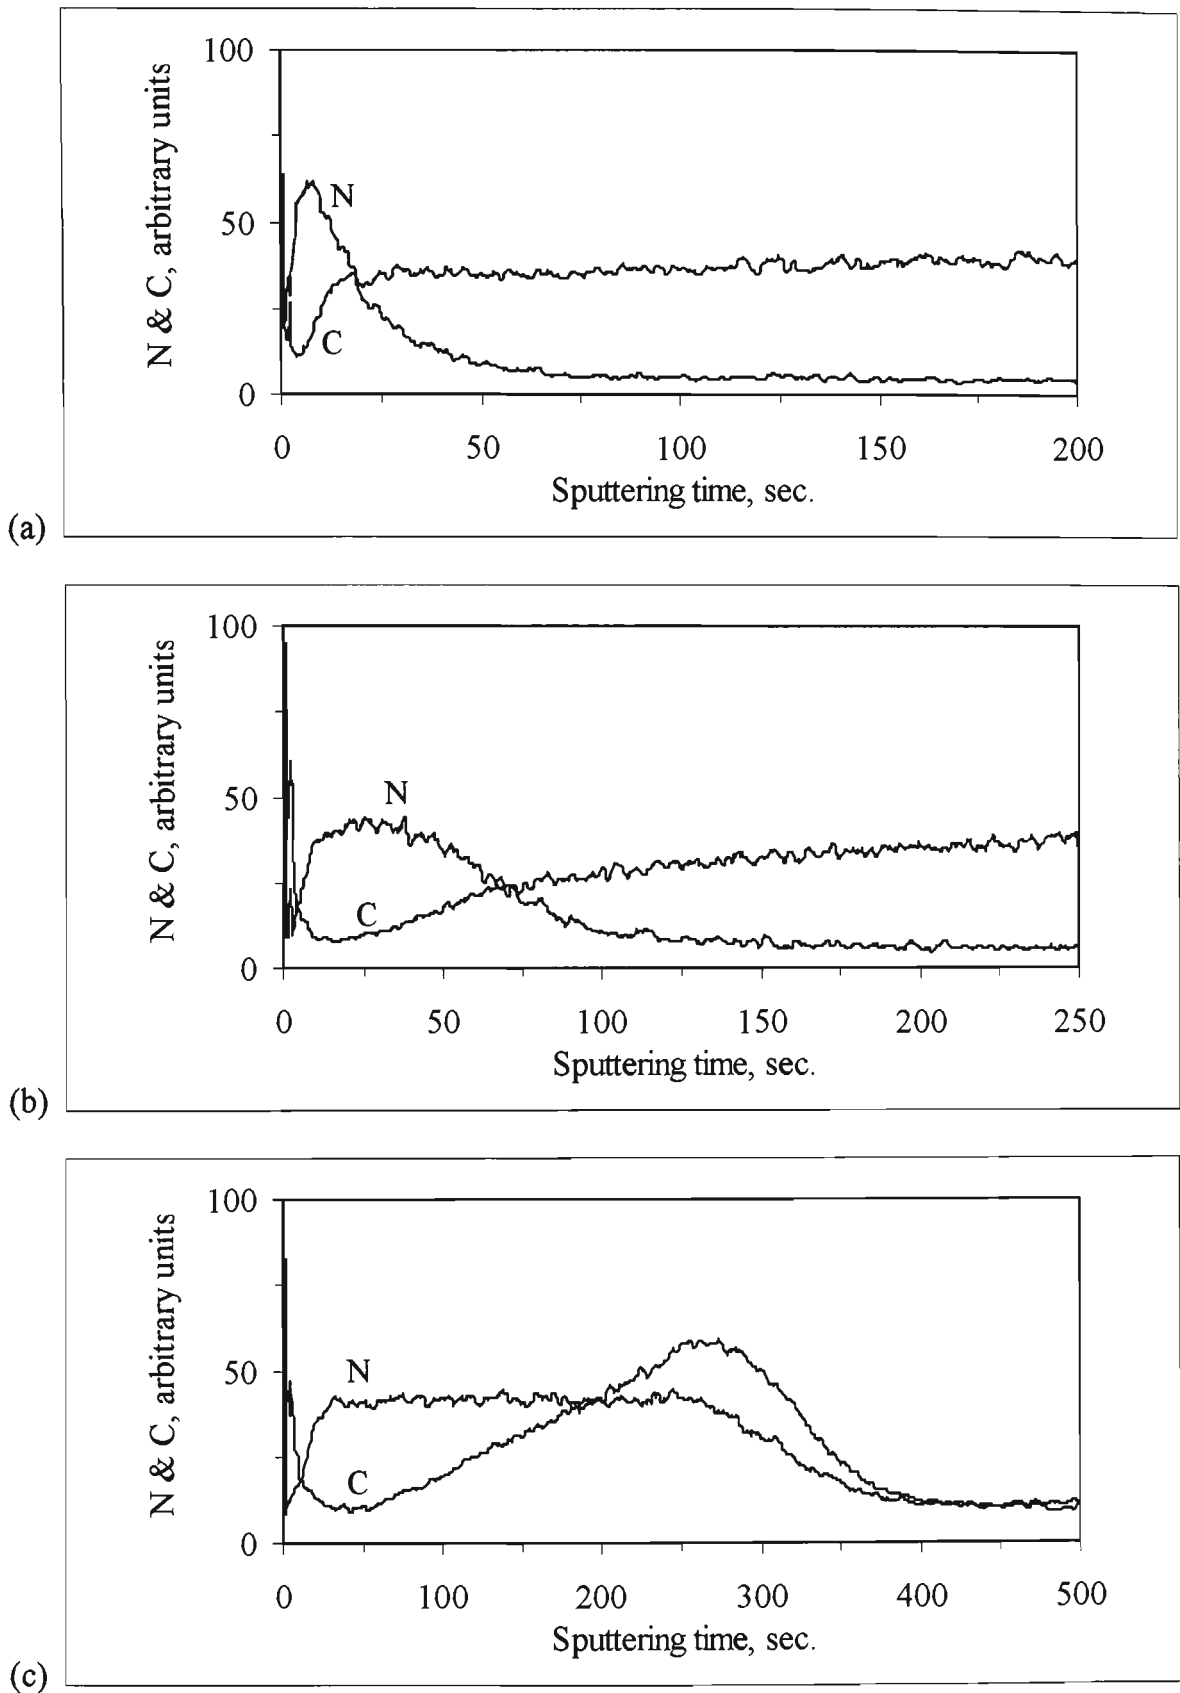 100
N & C, arbitrary units
N
50
C
0
0 50 100 150 200
Sputtering time, sec.
(a)
100
N & C, arbitrary units
N
50
C
0
0 50 100 150 200 250
Sputtering time, sec.
(b)
100
N & C, arbitrary units
N
50
C
0
0 100 200 300 400 500
Sputtering time, sec.
(c)